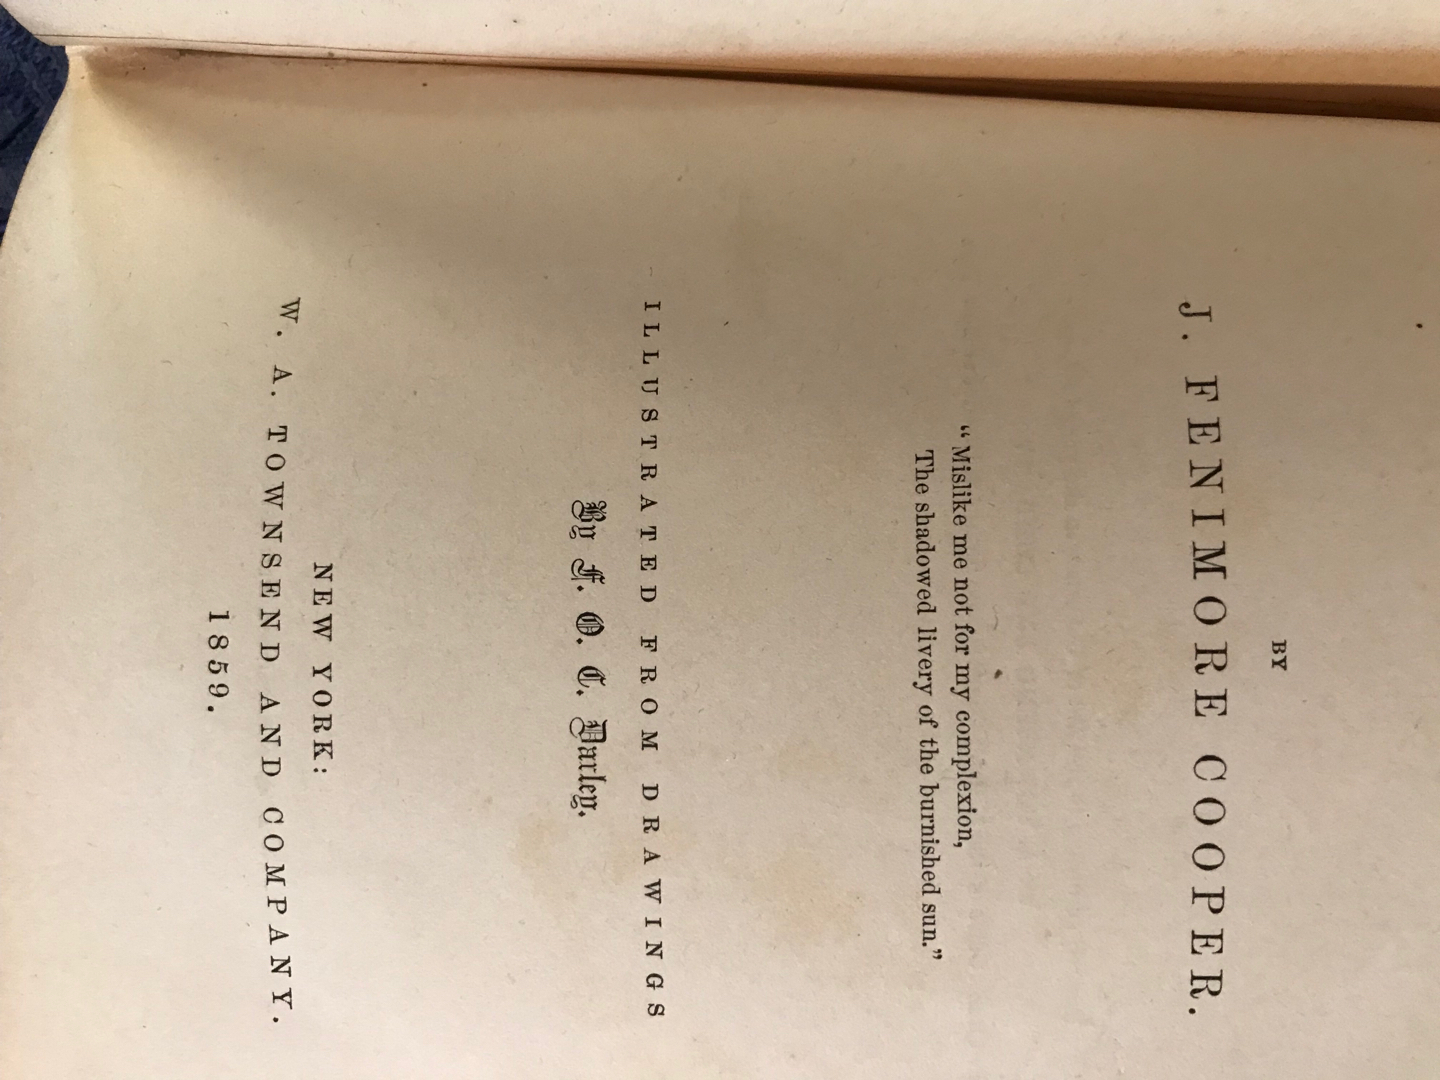 BY
J. FENIMORE COOPER.
“Mislike me not for my complexion,
The shadowed livery of the burnished sun.”
ILLUSTRATED FROM DRAWINGS
By F. O. C. Darley.
NEW YORK:
W. A. TOWNSEND AND COMPANY.
1859.